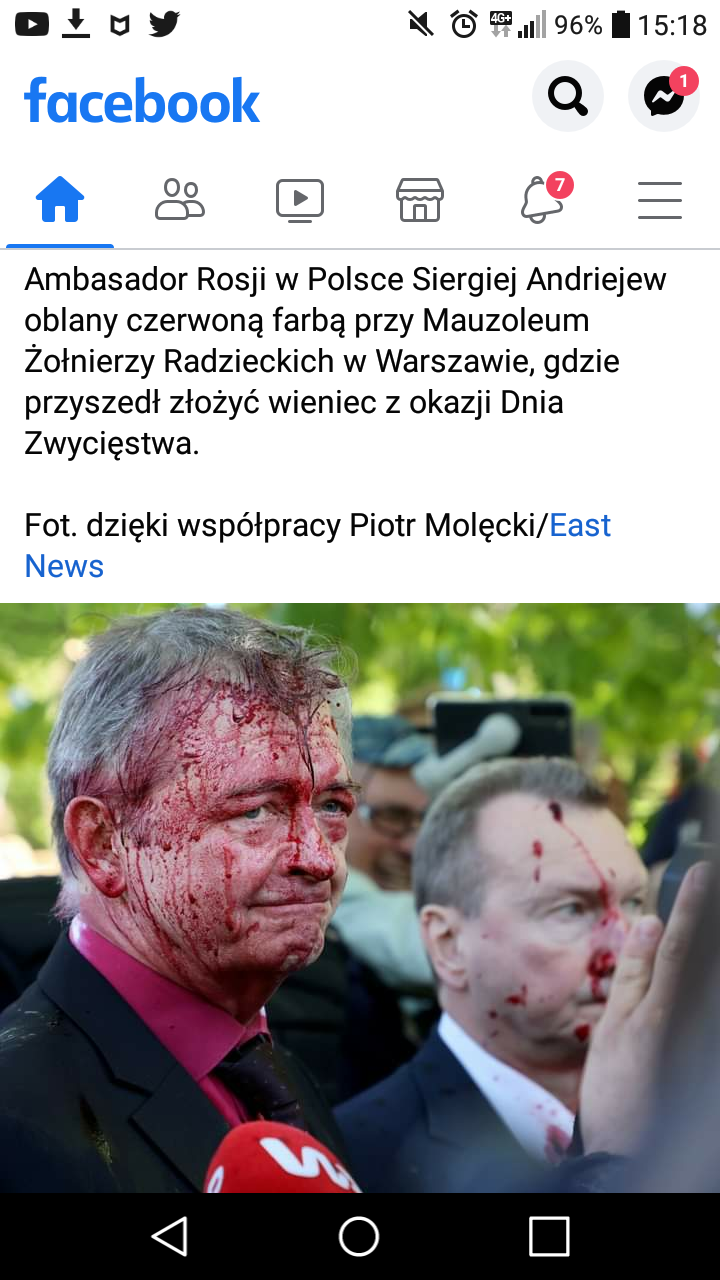 4G+
96%
15:18
facebook
1
7
Ambasador Rosji w Polsce Siergiej Andriejew
oblany czerwoną farbą przy Mauzoleum
Żołnierzy Radzieckich w Warszawie, gdzie
przyszedł złożyć wieniec z okazji Dnia
Zwycięstwa.
Fot. dzięki współpracy Piotr Molęcki/East
News